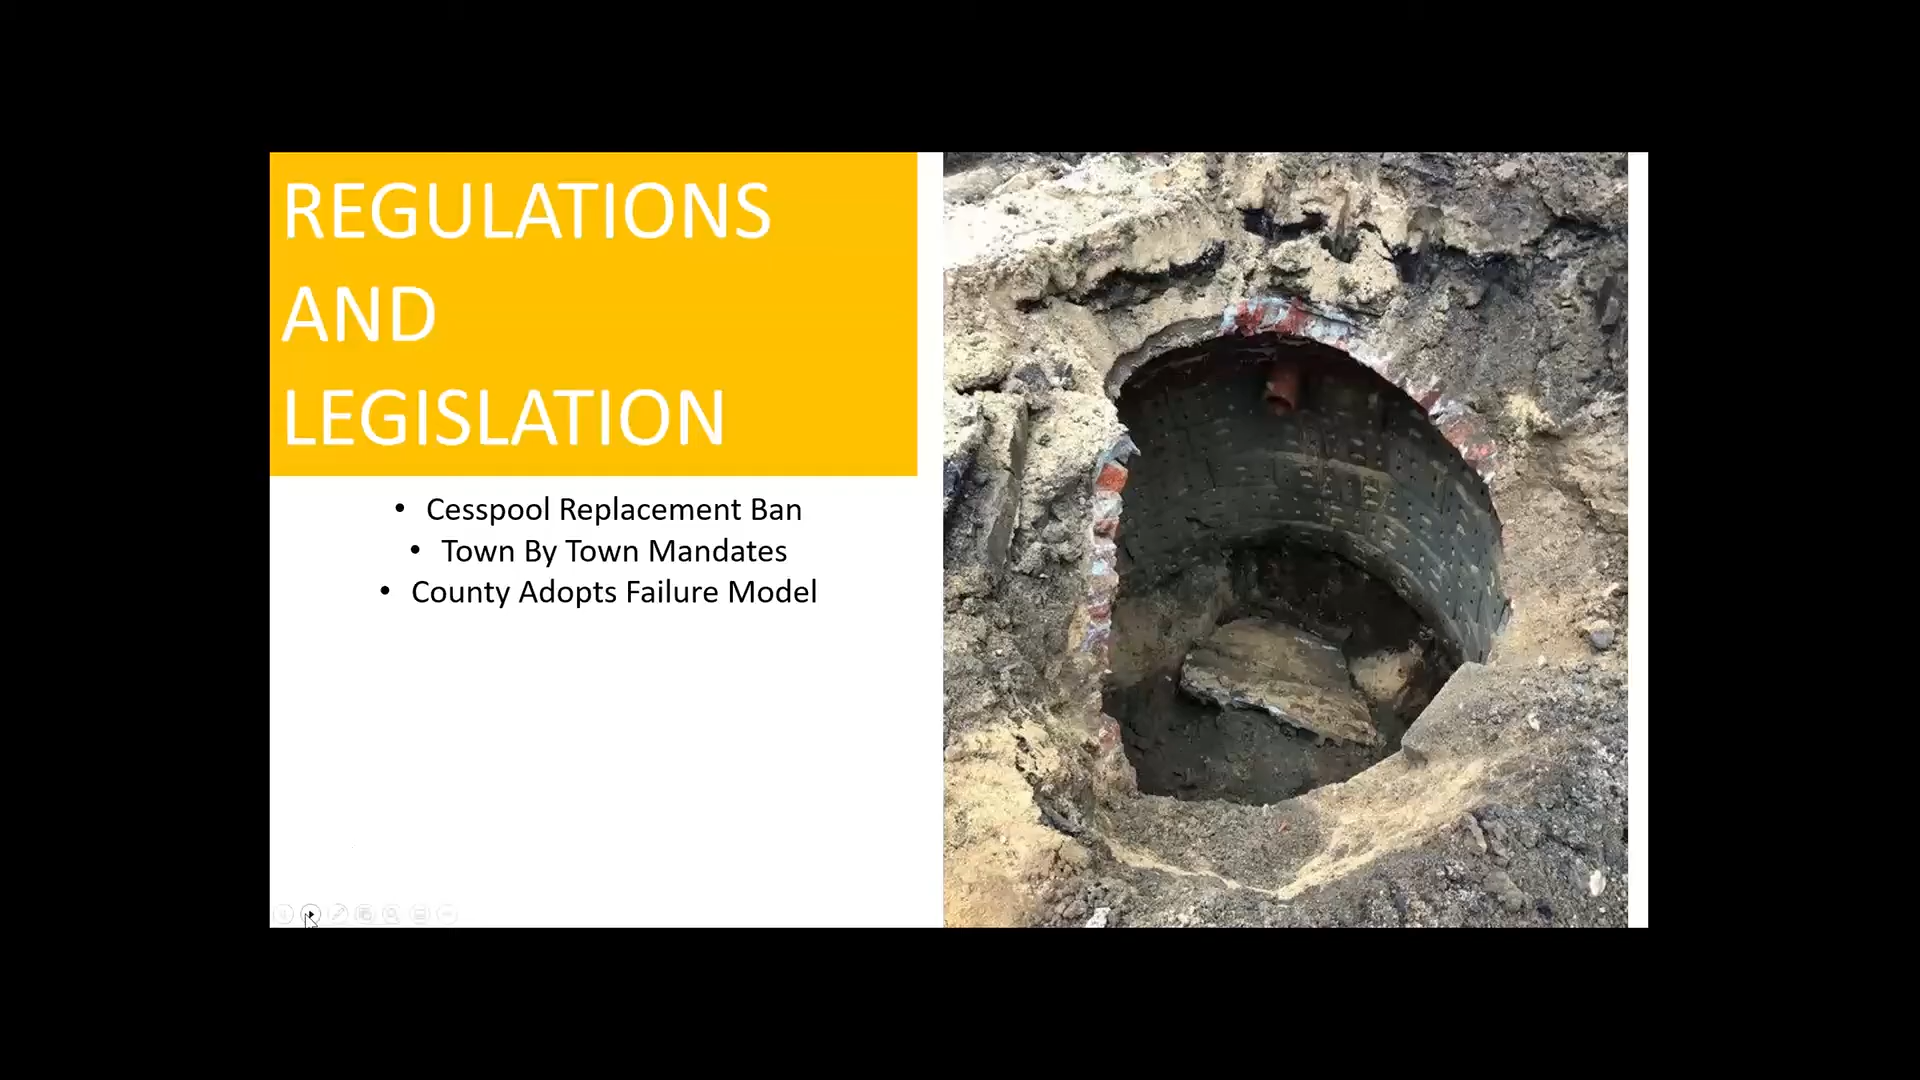 REGULATIONS
AND
LEGISLATION
• Cesspool Replacement Ban
• Town By Town Mandates
• County Adopts Failure Model